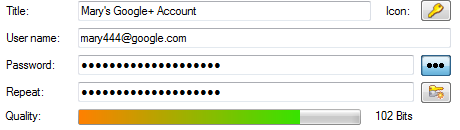 Title: Mary's Google+ Account Icon:
User name: mary444@google.com
Password: ●●●●●●●●●●●●●●●●●●●●
Repeat: ●●●●●●●●●●●●●●●●●●●●
Quality: 102 Bits